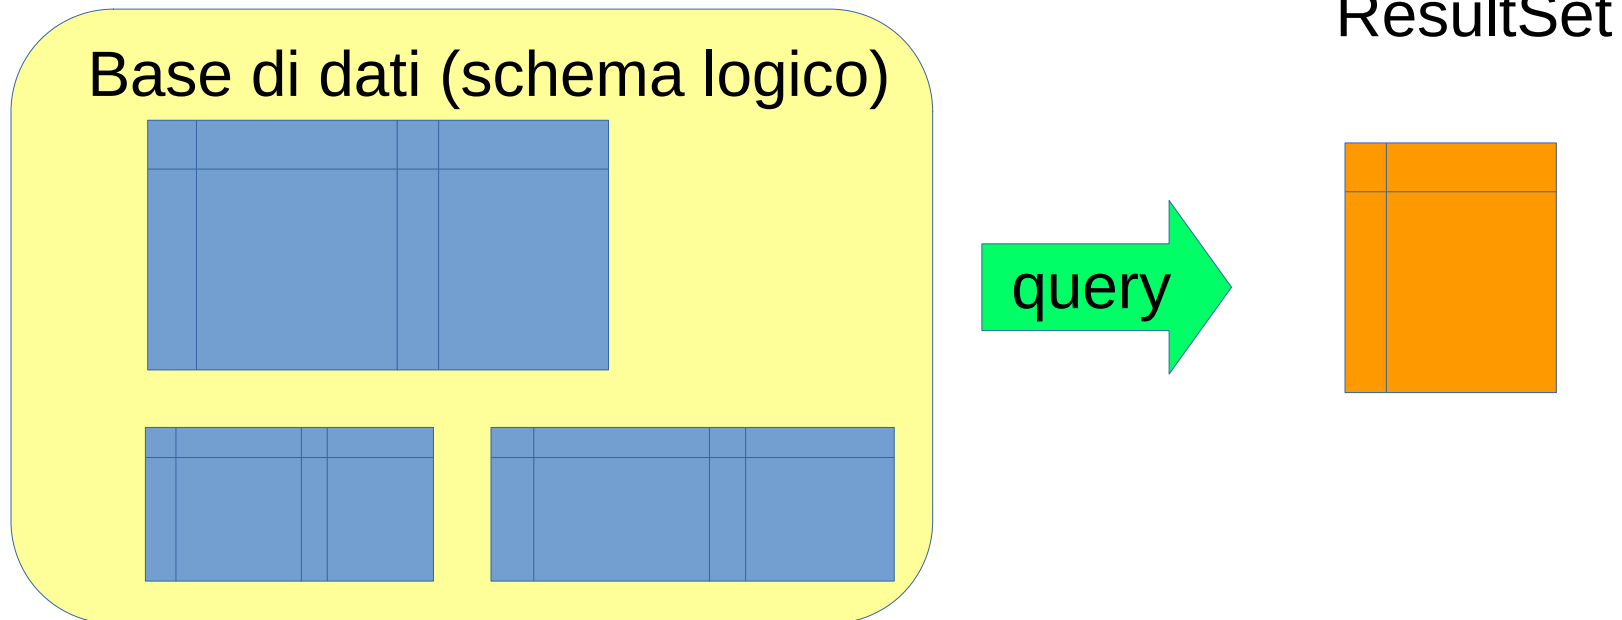 ResultSet
Base di dati (schema logico)
query